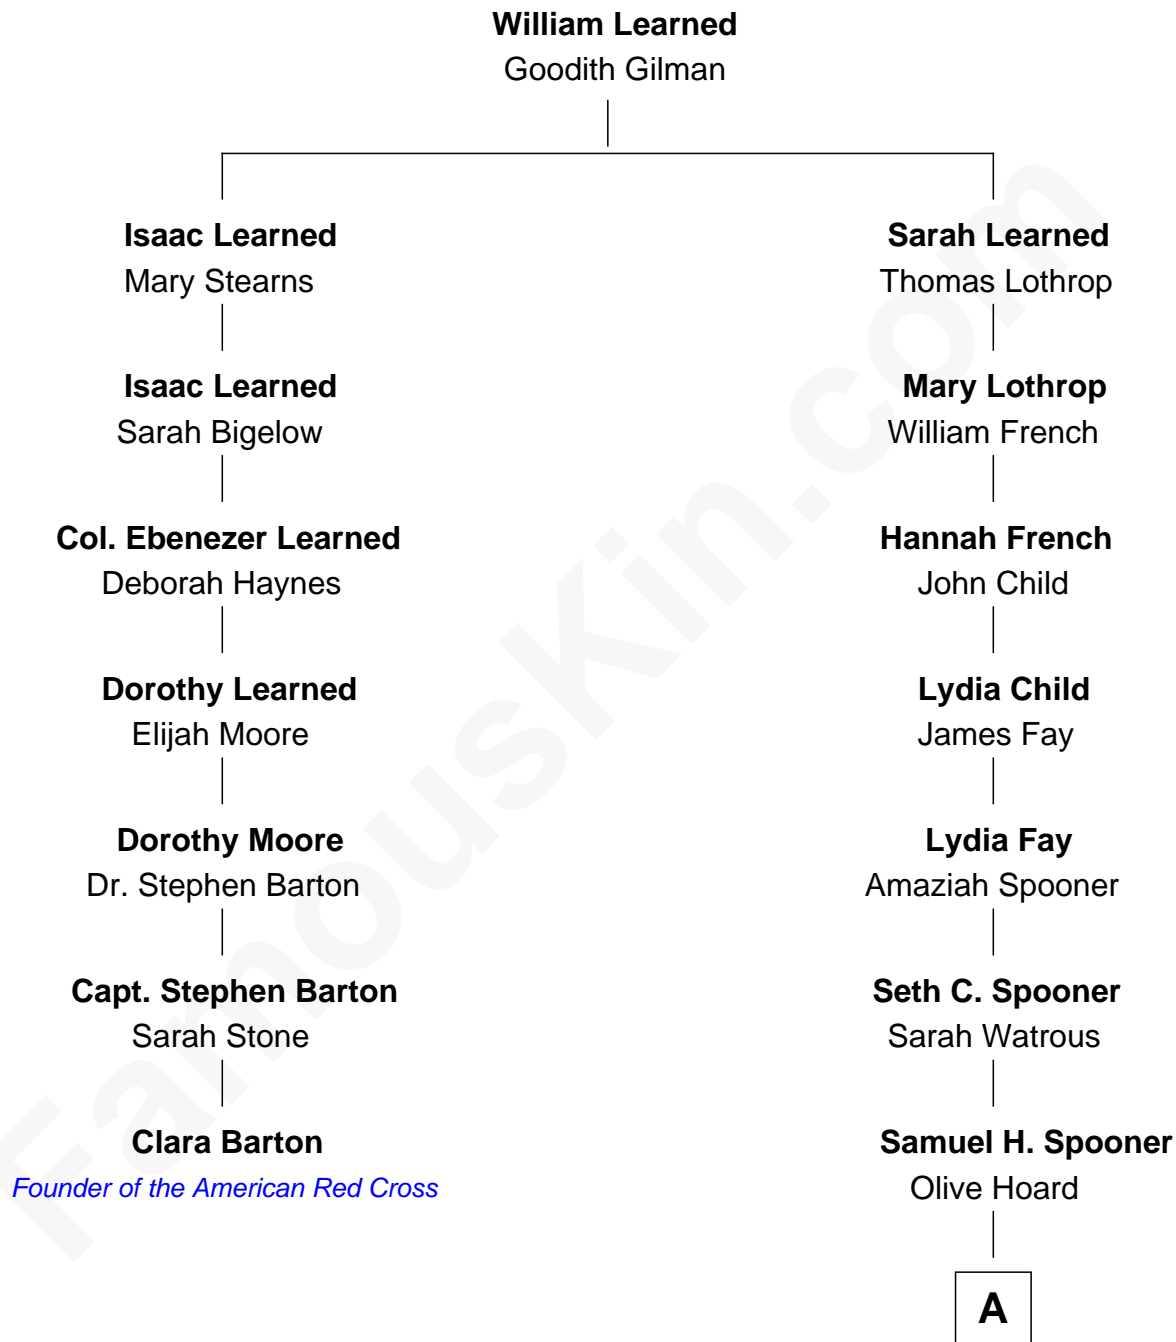 William Learned
Goodith Gilman
Isaac Learned
Mary Stearns
Sarah Learned
Thomas Lothrop
Isaac Learned
Sarah Bigelow
Mary Lothrop
William French
Col. Ebenezer Learned
Deborah Haynes
Hannah French
John Child
Dorothy Learned
Elijah Moore
Lydia Child
James Fay
Dorothy Moore
Dr. Stephen Barton
Lydia Fay
Amaziah Spooner
Capt. Stephen Barton
Sarah Stone
Seth C. Spooner
Sarah Watrous
Clara Barton
Founder of the American Red Cross
Samuel H. Spooner
Olive Hoard
A
FamousKin.com